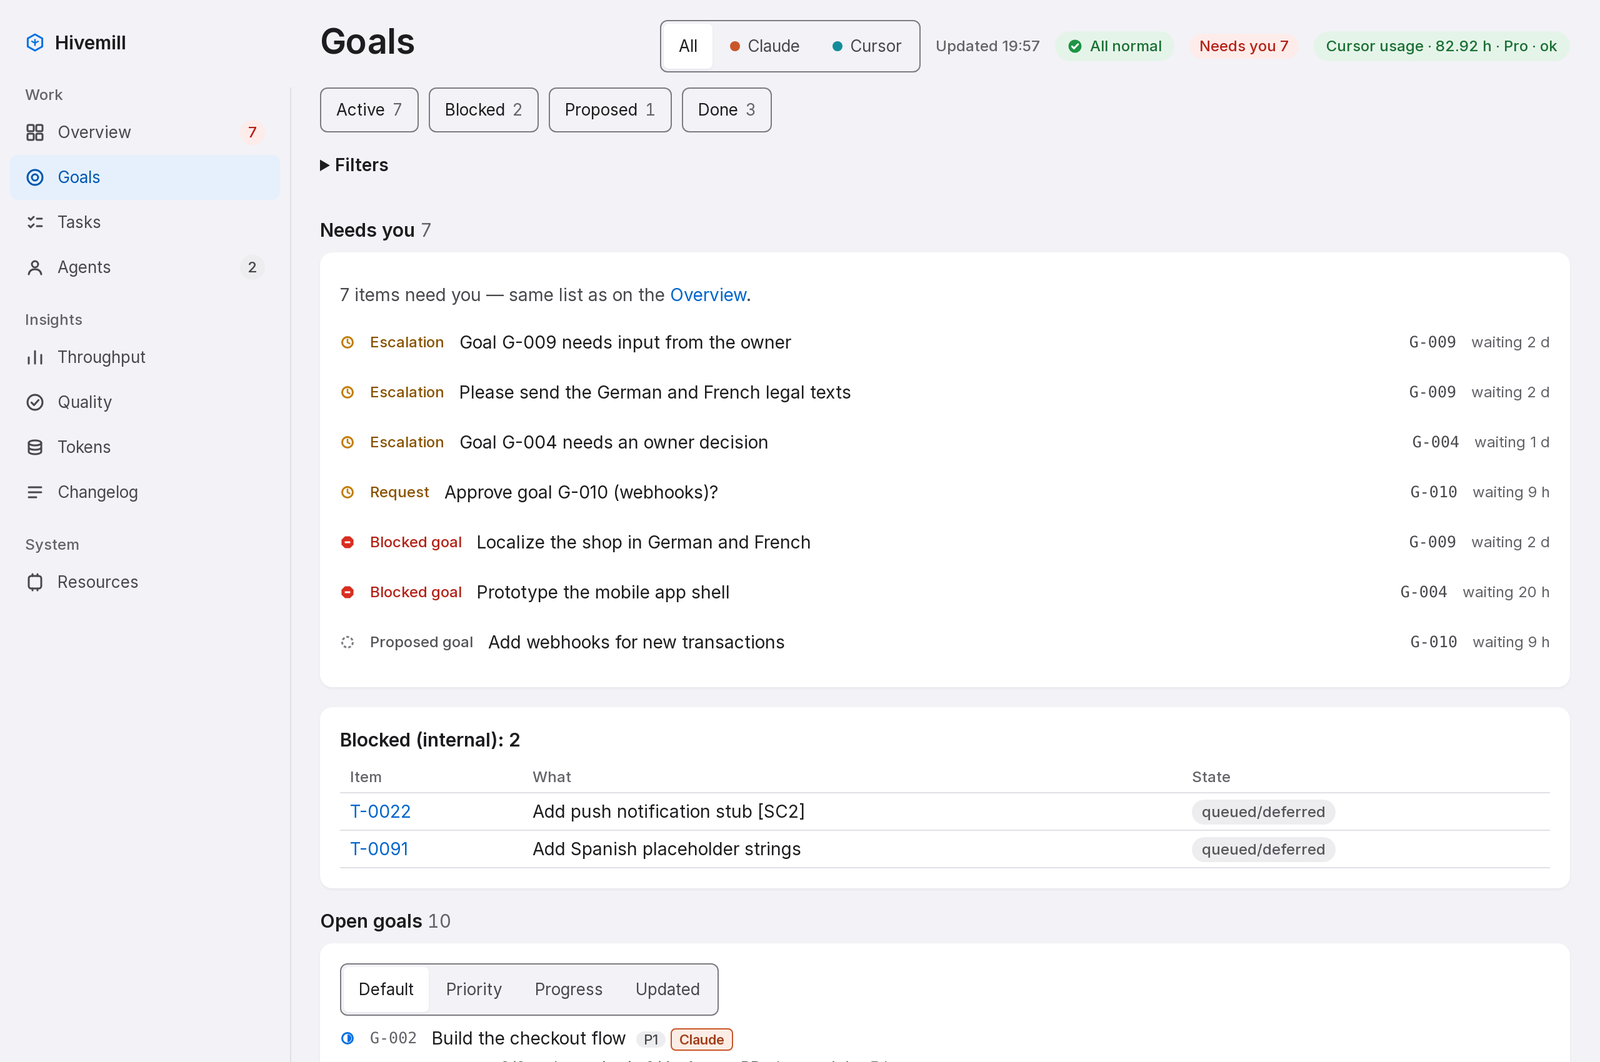 Hivemill
Work
Overview 7
Goals
Tasks
Agents 2
Insights
Throughput
Quality
Tokens
Changelog
System
Resources
Goals
All Claude Cursor Updated 19:57 All normal Needs you 7 Cursor usage · 82.92 h · Pro · ok
Active 7 Blocked 2 Proposed 1 Done 3
Filters
Needs you 7
7 items need you — same list as on the Overview.
Escalation Goal G-009 needs input from the owner G-009 waiting 2 d
Escalation Please send the German and French legal texts G-009 waiting 2 d
Escalation Goal G-004 needs an owner decision G-004 waiting 1 d
Request Approve goal G-010 (webhooks)? G-010 waiting 9 h
Blocked goal Localize the shop in German and French G-009 waiting 2 d
Blocked goal Prototype the mobile app shell G-004 waiting 20 h
Proposed goal Add webhooks for new transactions G-010 waiting 9 h
Blocked (internal): 2
Item What State
T-0022 Add push notification stub [SC2] queued/deferred
T-0091 Add Spanish placeholder strings queued/deferred
Open goals 10
Default Priority Progress Updated
G-002 Build the checkout flow P1 Claude